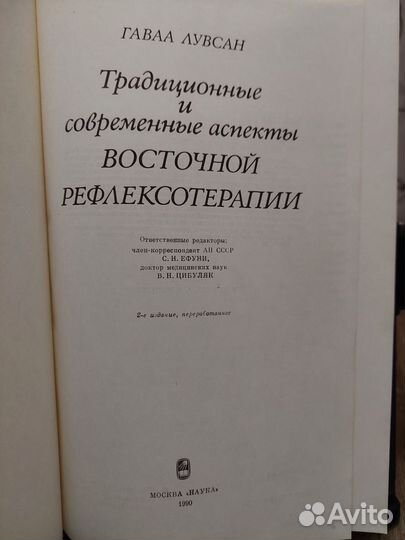 ГАВАА ЛУВСАН
Традиционные
и
современные аспекты
ВОСТОЧНОЙ
РЕФЛЕКСОТЕРАПИИ
Ответственные редакторы:
член-корреспондент АН СССР
С. Н. ЕФУНИ,
доктор медицинских наук
В. Н. ЦИБУЛЯК
2-е издание, переработанное
МОСКВА «НАУКА»
1990
Avito